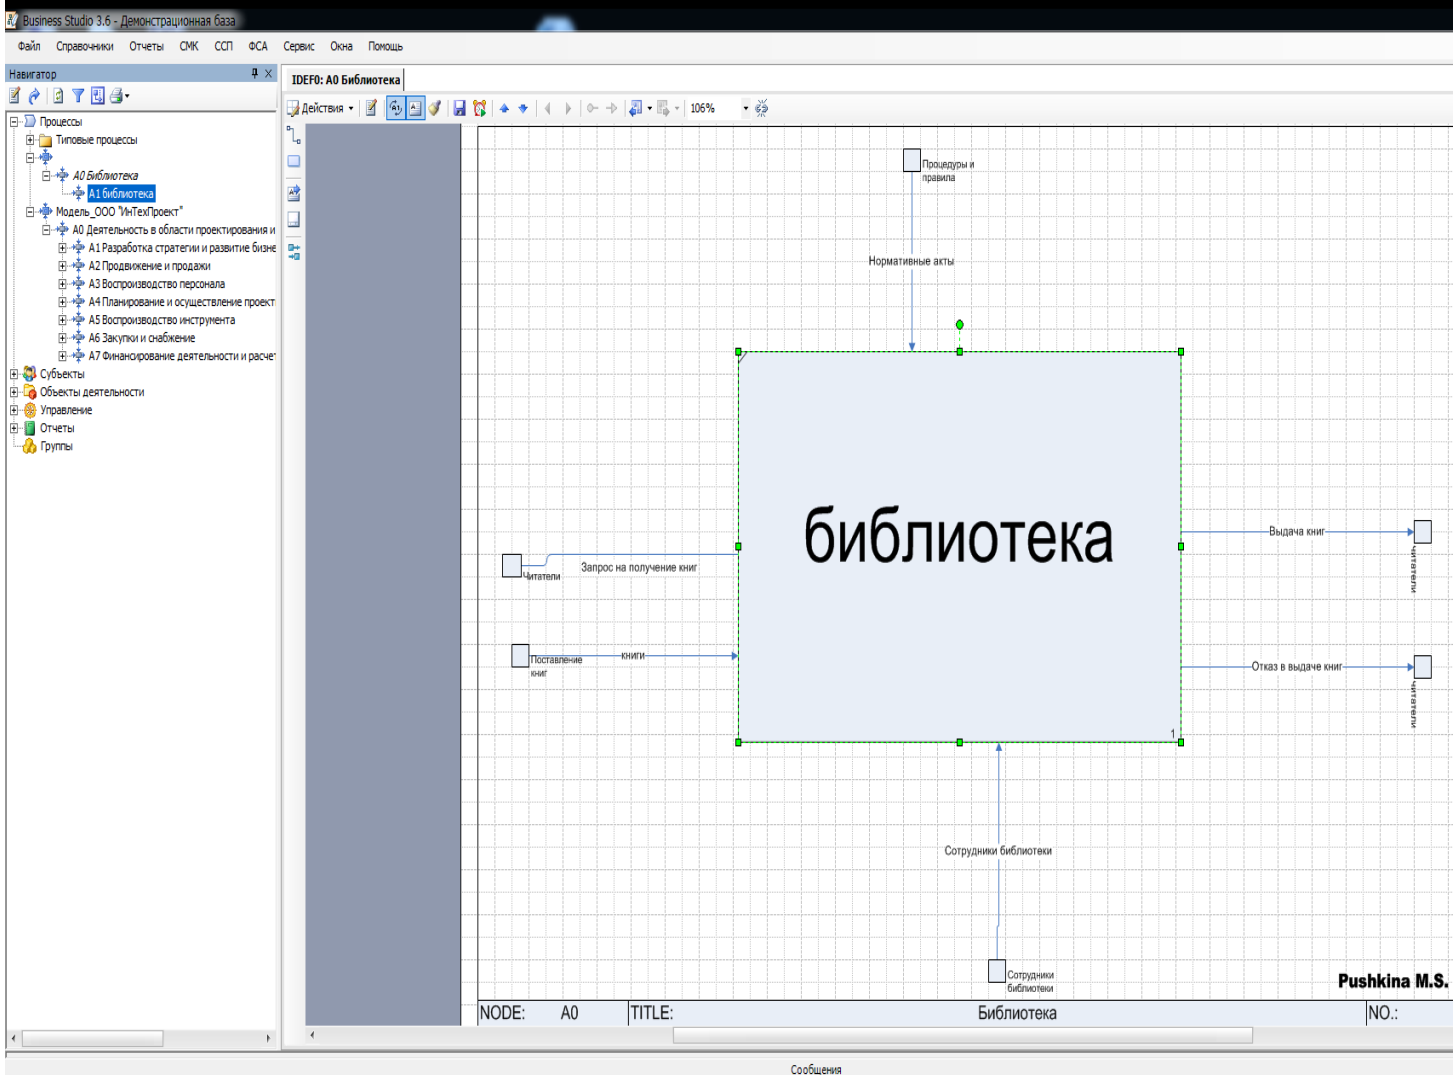 Business Studio 3.6 - Демонстрационная база
Файл Справочники Отчеты СМК ССП ФСА Сервис Окна Помощь
Навигатор
Процессы
Типовые процессы
A0 Библиотека
A1 библиотека
Модель_ООО "ИнТехПроект"
A0 Деятельность в области проектирования и
A1 Разработка стратегии и развитие бизне
A2 Продвижение и продажи
A3 Воспроизводство персонала
A4 Планирование и осуществление проект
A5 Воспроизводство инструмента
A6 Закупки и снабжение
A7 Финансирование деятельности и расчет
Субъекты
Объекты деятельности
Управление
Отчеты
Группы
IDEF0: A0 Библиотека
Действия
106%
Процедуры и
правила
Нормативные акты
библиотека
1
Читатели
Запрос на получение книг
Поставление
книг
книги
Выдача книг
читатели
Отказ в выдаче книг
читатели
Сотрудники библиотеки
Сотрудники
библиотеки
Pushkina M.S.
NODE: A0 TITLE: Библиотека NO.:
Сообщения